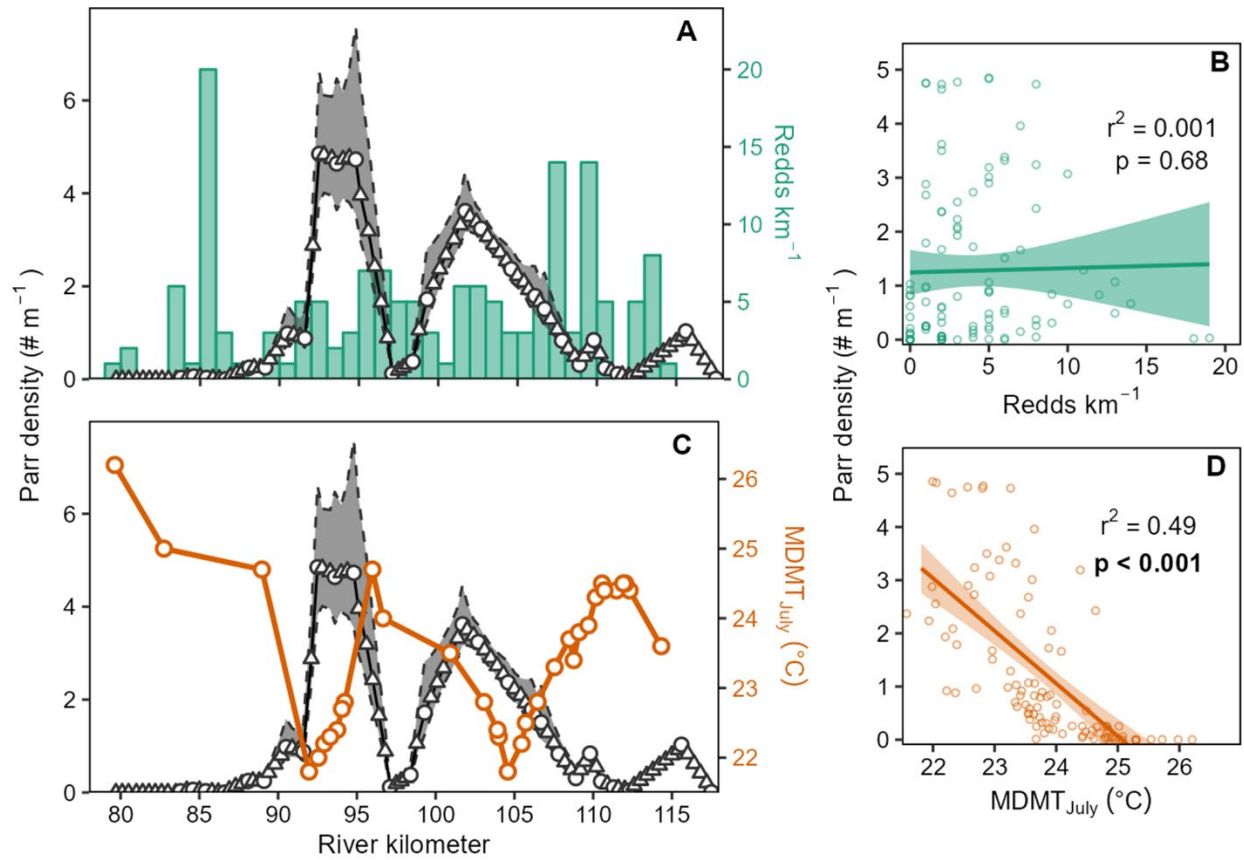 A
Parr density (# m⁻¹)
6
4
2
0
20
15
10
5
0
Redds km⁻¹
B
r² = 0.001
p = 0.68
5
4
3
2
1
0
0 5 10 15 20
Redds km⁻¹
Parr density (# m⁻¹)
C
6
4
2
0
26
25
24
23
22
MDMT_July (°C)
80 85 90 95 100 105 110 115
River kilometer
D
r² = 0.49
p < 0.001
5
4
3
2
1
0
22 23 24 25 26
MDMT_July (°C)